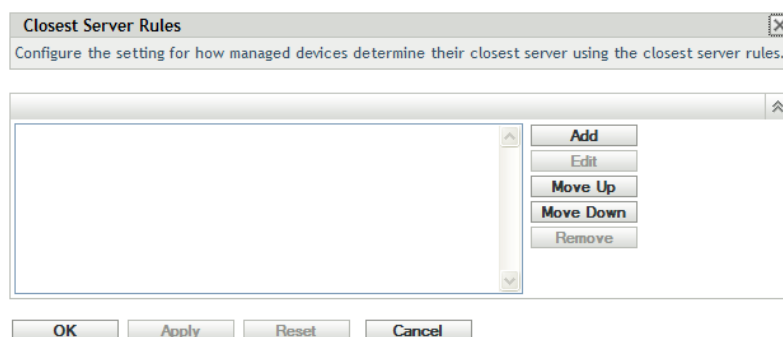 Closest Server Rules
Configure the setting for how managed devices determine their closest server using the closest server rules.
Add
Edit
Move Up
Move Down
Remove
OK Apply Reset Cancel